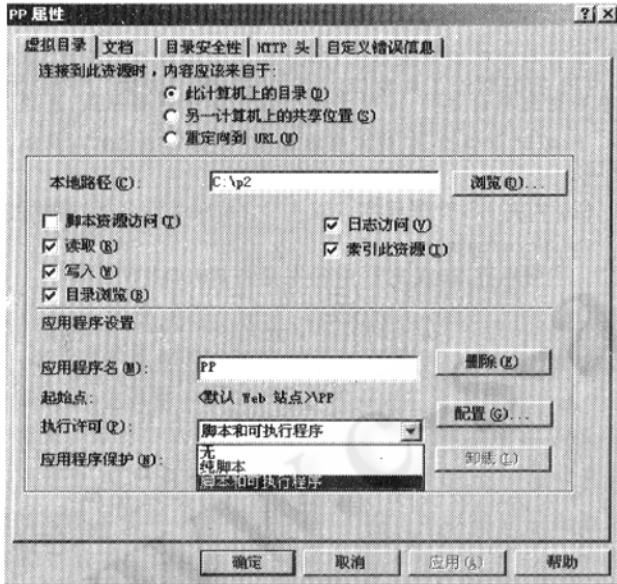 PP 属性
虚拟目录 文档 目录安全性 HTTP 头 自定义错误信息
连接到此资源时，内容应该来自于:
此计算机上的目录(D)
另一计算机上的共享位置(S)
重定向到 URL(U)
本地路径(C): C:\p2 浏览(O)...
脚本资源访问(T) 日志访问(V)
读取(R) 索引此资源(I)
写入(W)
目录浏览(B)
应用程序设置
应用程序名(M): PP 删除(E)
起始点: <默认 Web 站点>\PP
执行许可(P): 脚本和可执行程序 配置(G)...
无
应用程序保护(N): 纯脚本 卸载(L)
脚本和可执行程序
确定 取消 应用(A) 帮助